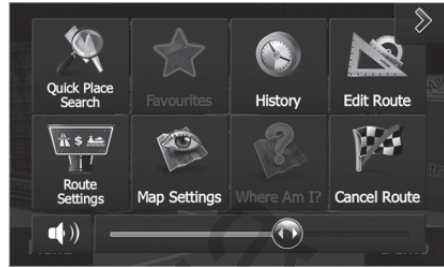 Quick Place
Search
Favourites
History
Edit Route
Route
Settings
Map Settings
Where Am I?
Cancel Route